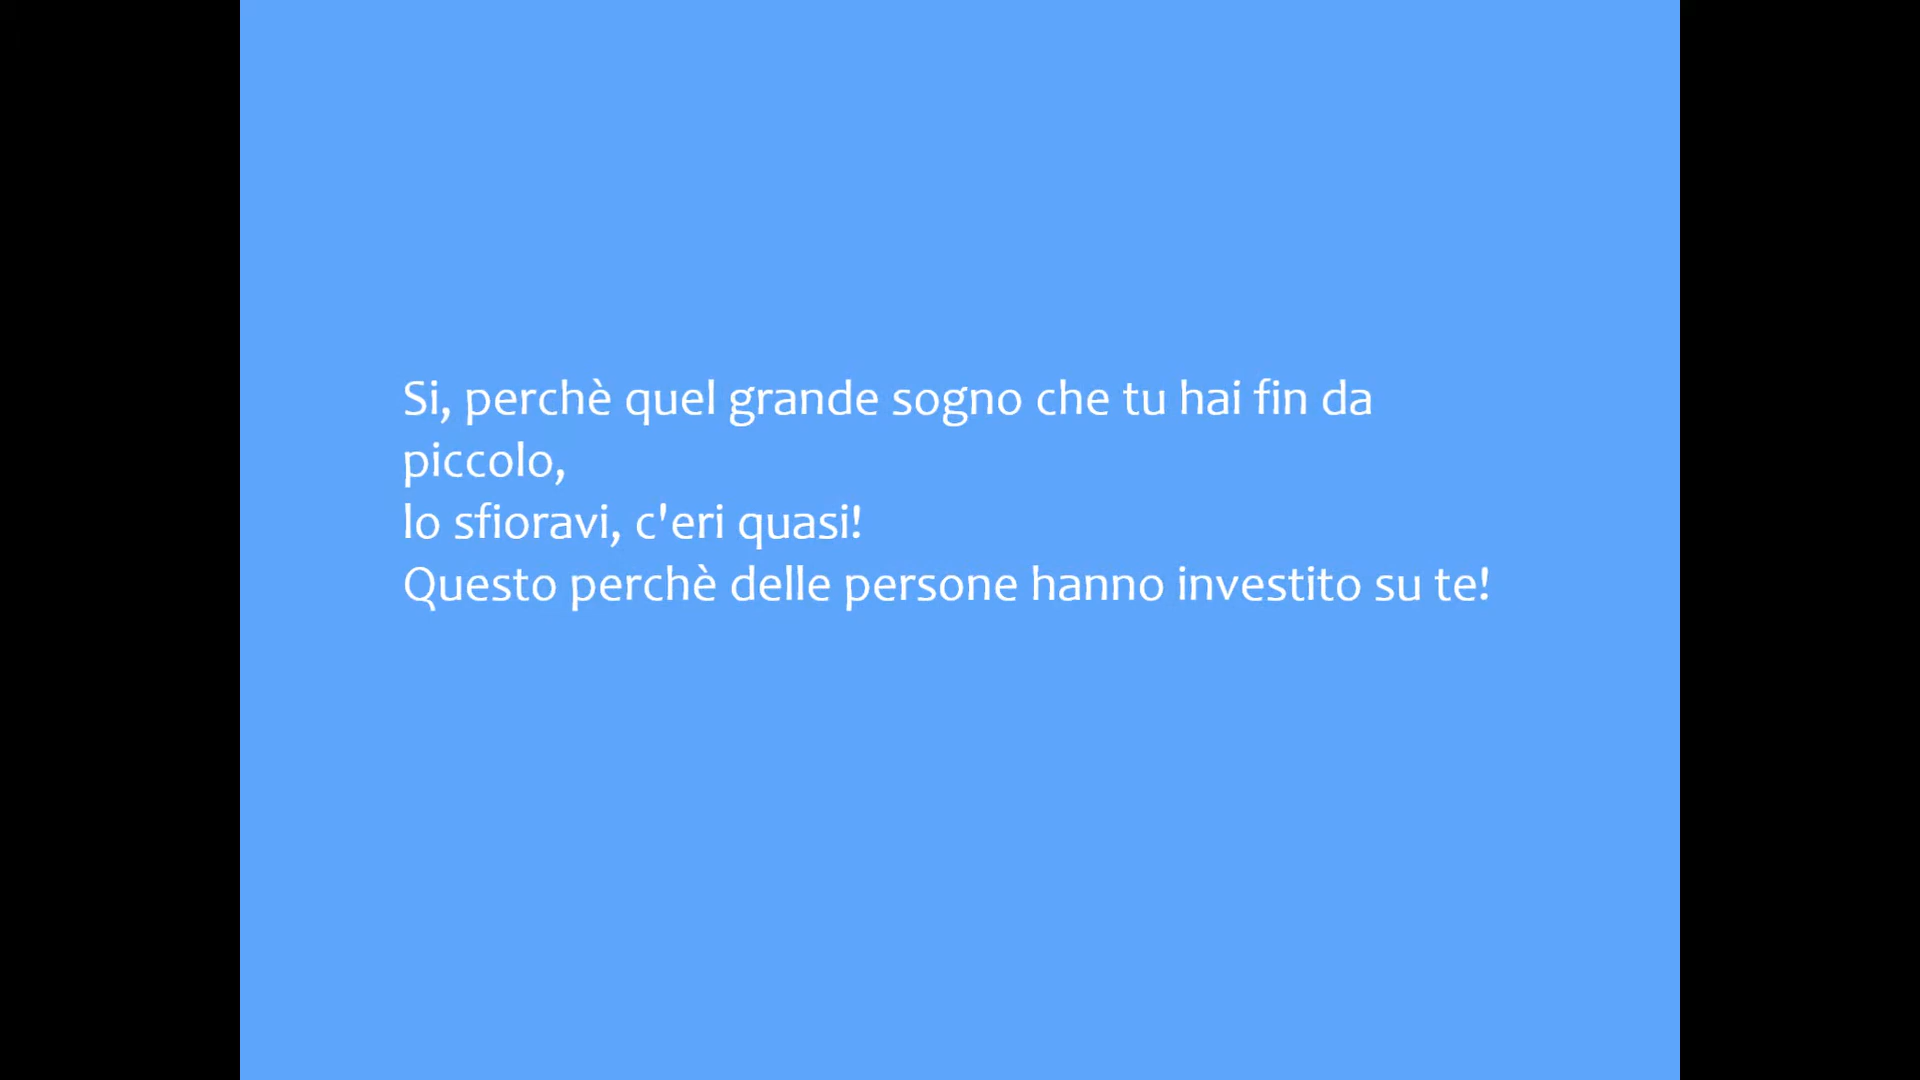 Si, perchè quel grande sogno che tu hai fin da
piccolo,
lo sfioravi, c'eri quasi!
Questo perchè delle persone hanno investito su te!